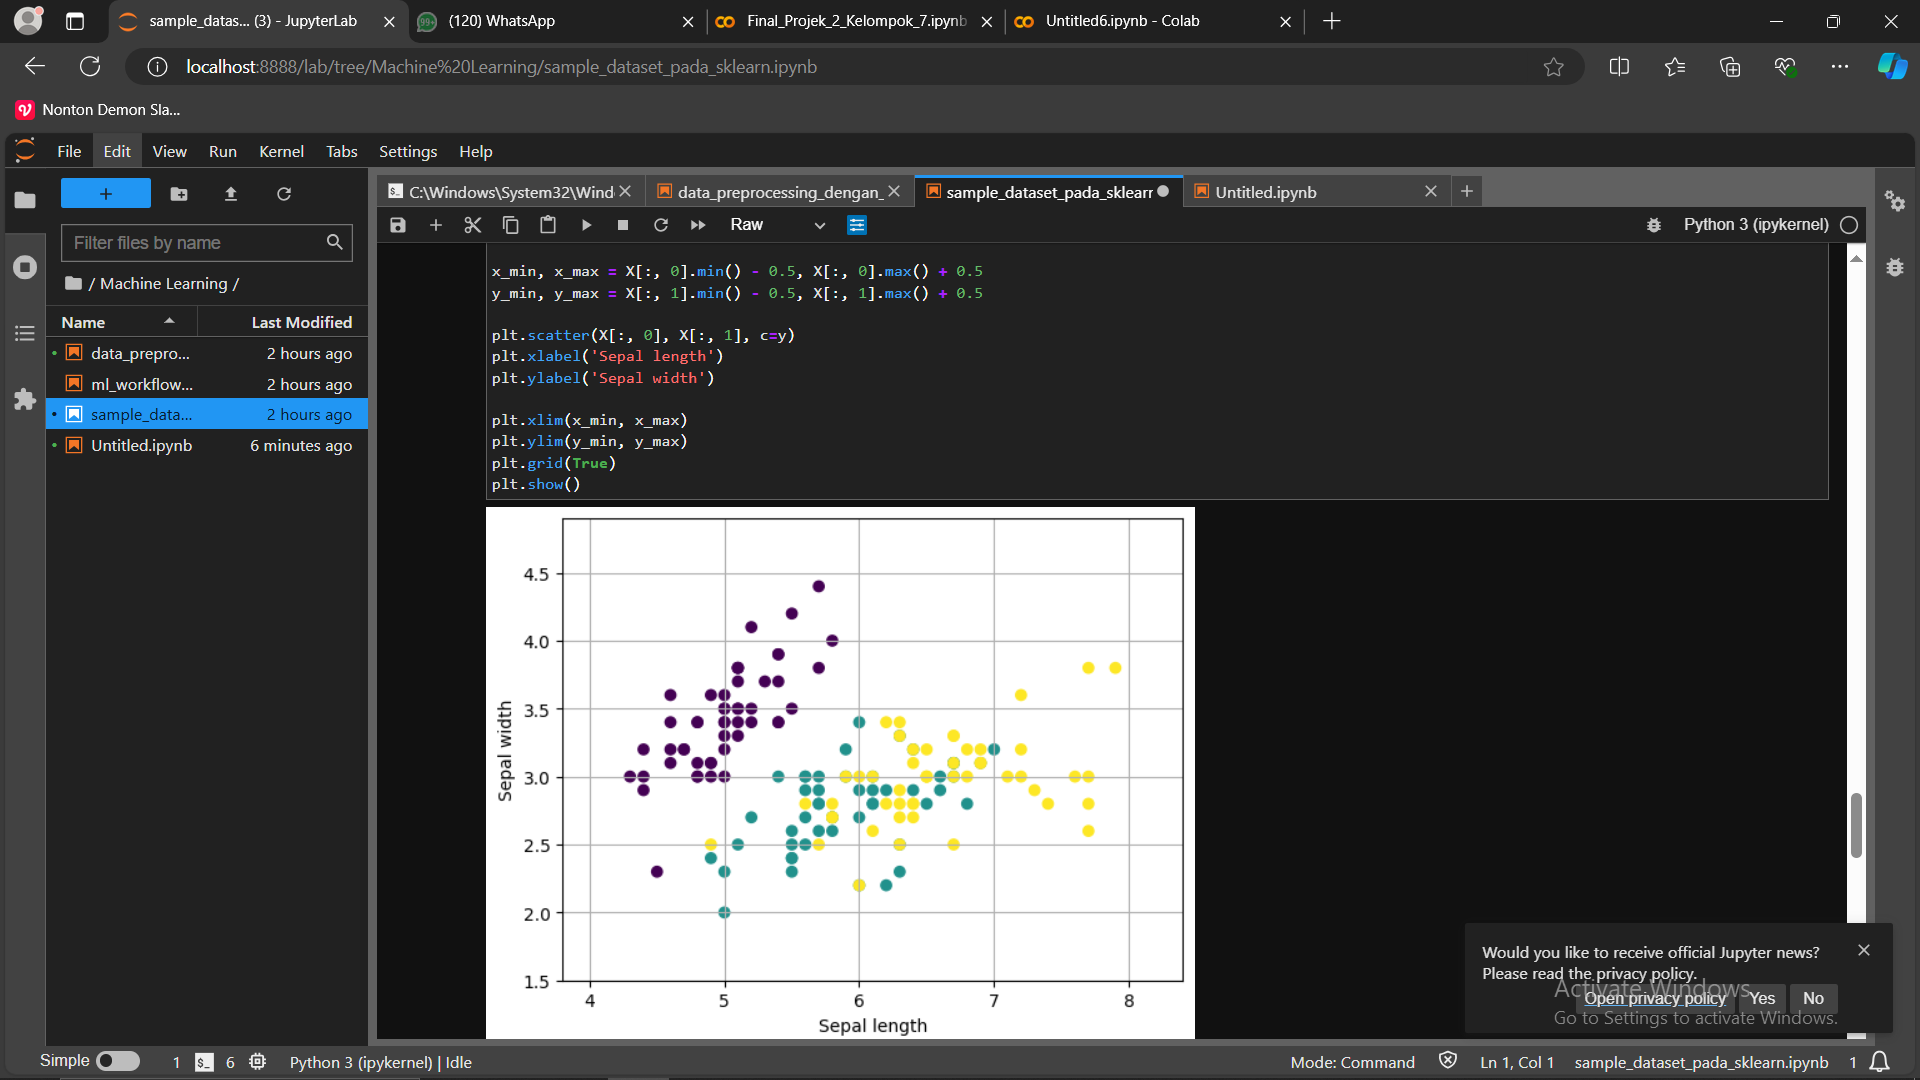 sample_datas... (3) - JupyterLab
99+ (120) WhatsApp
Final_Projek_2_Kelompok_7.ipynb
Untitled6.ipynb - Colab
localhost:8888/lab/tree/Machine%20Learning/sample_dataset_pada_sklearn.ipynb
Nonton Demon Sla...
File Edit View Run Kernel Tabs Settings Help
C:\Windows\System32\Wind
data_preprocessing_dengan_
sample_dataset_pada_sklearn
Untitled.ipynb
Raw
Python 3 (ipykernel)
Filter files by name
/ Machine Learning /
Name Last Modified
data_prepro... 2 hours ago
ml_workflow... 2 hours ago
sample_data... 2 hours ago
Untitled.ipynb 6 minutes ago
x_min, x_max = X[:, 0].min() - 0.5, X[:, 0].max() + 0.5
y_min, y_max = X[:, 1].min() - 0.5, X[:, 1].max() + 0.5
plt.scatter(X[:, 0], X[:, 1], c=y)
plt.xlabel('Sepal length')
plt.ylabel('Sepal width')
plt.xlim(x_min, x_max)
plt.ylim(y_min, y_max)
plt.grid(True)
plt.show()
4.5
4.0
3.5
3.0
2.5
2.0
1.5
Sepal width
4 5 6 7 8
Sepal length
Would you like to receive official Jupyter news?
Please read the privacy policy.
Open privacy policy Yes No
Activate Windows
Go to Settings to activate Windows.
Simple 1 $_ 6 Python 3 (ipykernel) | Idle
Mode: Command Ln 1, Col 1 sample_dataset_pada_sklearn.ipynb 1